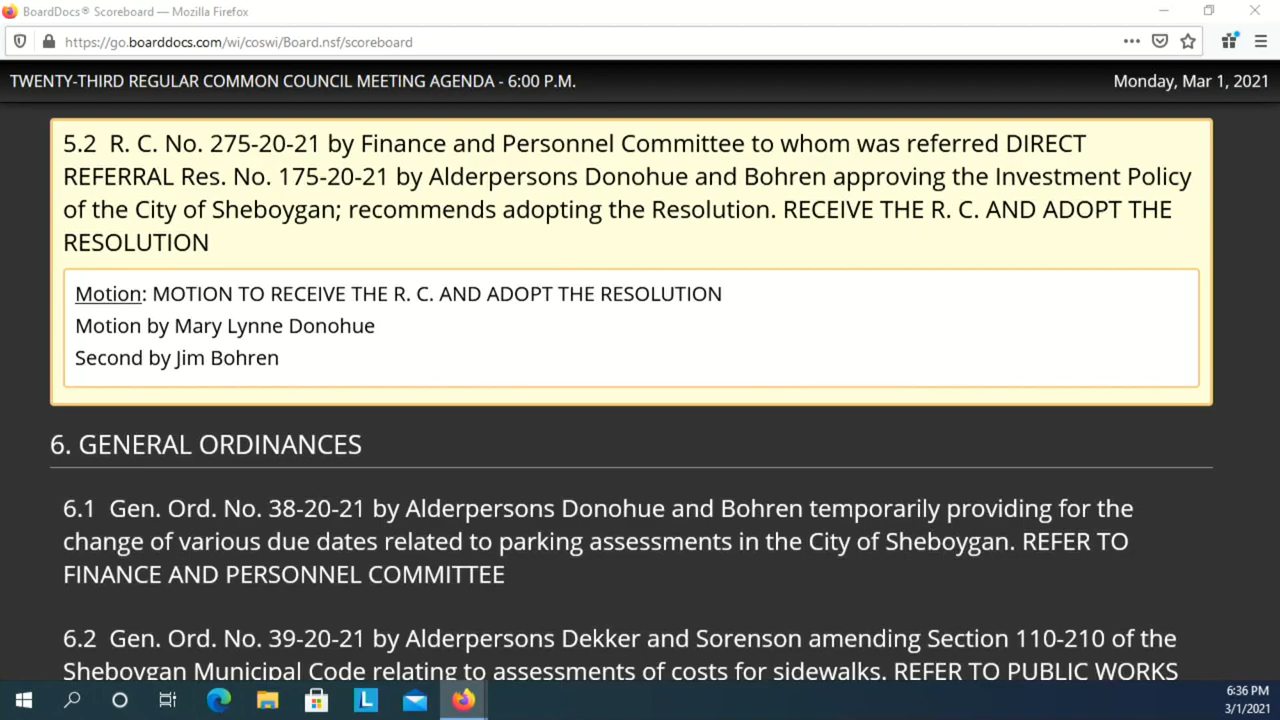 BoardDocs® Scoreboard — Mozilla Firefox
https://go.boarddocs.com/wi/coswi/Board.nsf/scoreboard
TWENTY-THIRD REGULAR COMMON COUNCIL MEETING AGENDA - 6:00 P.M.
Monday, Mar 1, 2021
5.2 R. C. No. 275-20-21 by Finance and Personnel Committee to whom was referred DIRECT
REFERRAL Res. No. 175-20-21 by Alderpersons Donohue and Bohren approving the Investment Policy
of the City of Sheboygan; recommends adopting the Resolution. RECEIVE THE R. C. AND ADOPT THE
RESOLUTION
Motion: MOTION TO RECEIVE THE R. C. AND ADOPT THE RESOLUTION
Motion by Mary Lynne Donohue
Second by Jim Bohren
6. GENERAL ORDINANCES
6.1 Gen. Ord. No. 38-20-21 by Alderpersons Donohue and Bohren temporarily providing for the
change of various due dates related to parking assessments in the City of Sheboygan. REFER TO
FINANCE AND PERSONNEL COMMITTEE
6.2 Gen. Ord. No. 39-20-21 by Alderpersons Dekker and Sorenson amending Section 110-210 of the
Sheboygan Municipal Code relating to assessments of costs for sidewalks. REFER TO PUBLIC WORKS
L
6:36 PM
3/1/2021